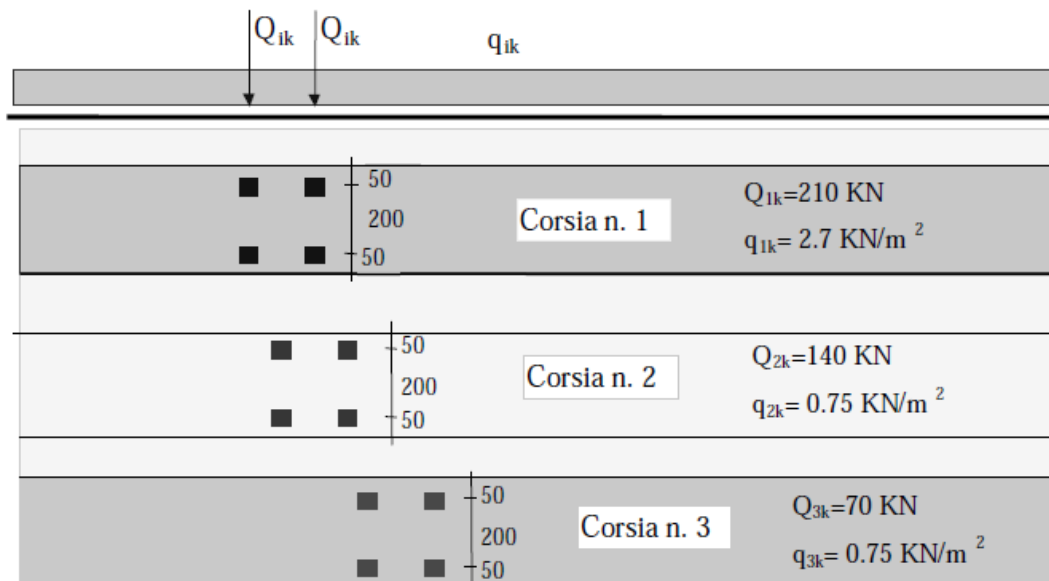 Q_ik Q_ik q_ik
50
200
50
Corsia n. 1
Q_1k=210 KN
q_1k= 2.7 KN/m ²
50
200
50
Corsia n. 2
Q_2k=140 KN
q_2k= 0.75 KN/m ²
50
200
50
Corsia n. 3
Q_3k=70 KN
q_3k= 0.75 KN/m ²